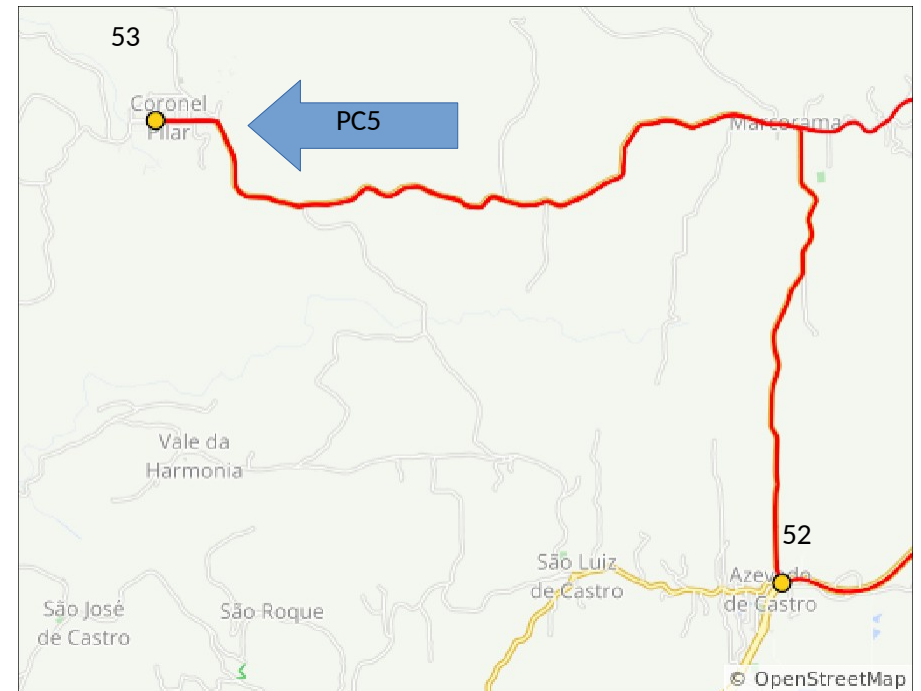 53
Coronel
Pilar
PC5
Marcorama
Vale da
Harmonia
52
São Luiz
de Castro
Azevedo
de Castro
São José
de Castro
São Roque
© OpenStreetMap